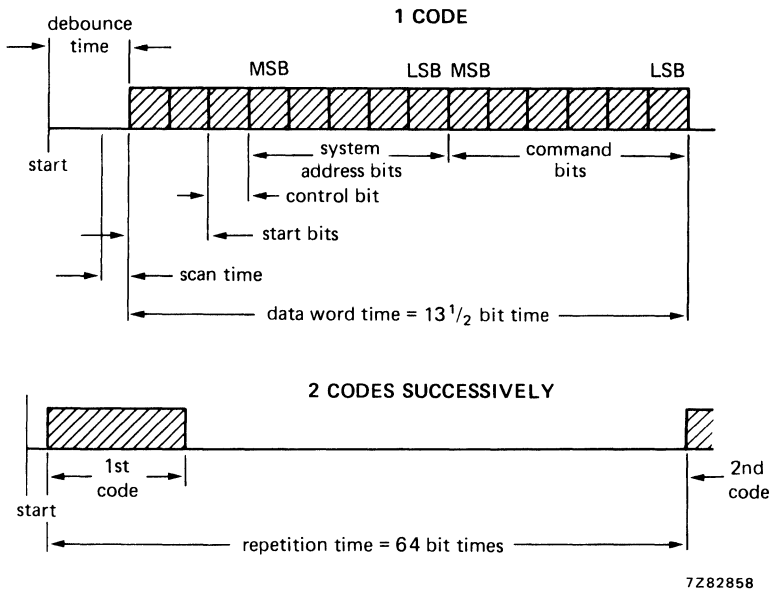 1 CODE
debounce
time
MSB LSB MSB LSB
start
system
address bits
command
bits
control bit
start bits
scan time
data word time = 13 1/2 bit time
2 CODES SUCCESSIVELY
1st
code
2nd
code
start
repetition time = 64 bit times
7Z82858